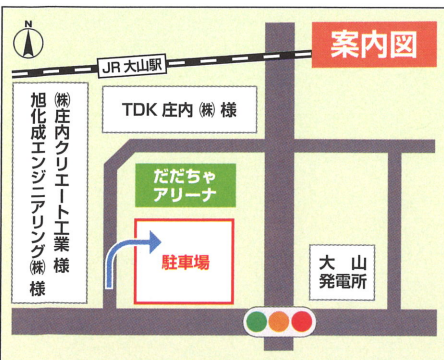 N
案内図
JR 大山駅
TDK 庄内 ㈱ 様
㈱庄内クリエート工業 様
旭化成エンジニアリング㈱ 様
だだちゃ
アリーナ
駐車場
大 山
発電所